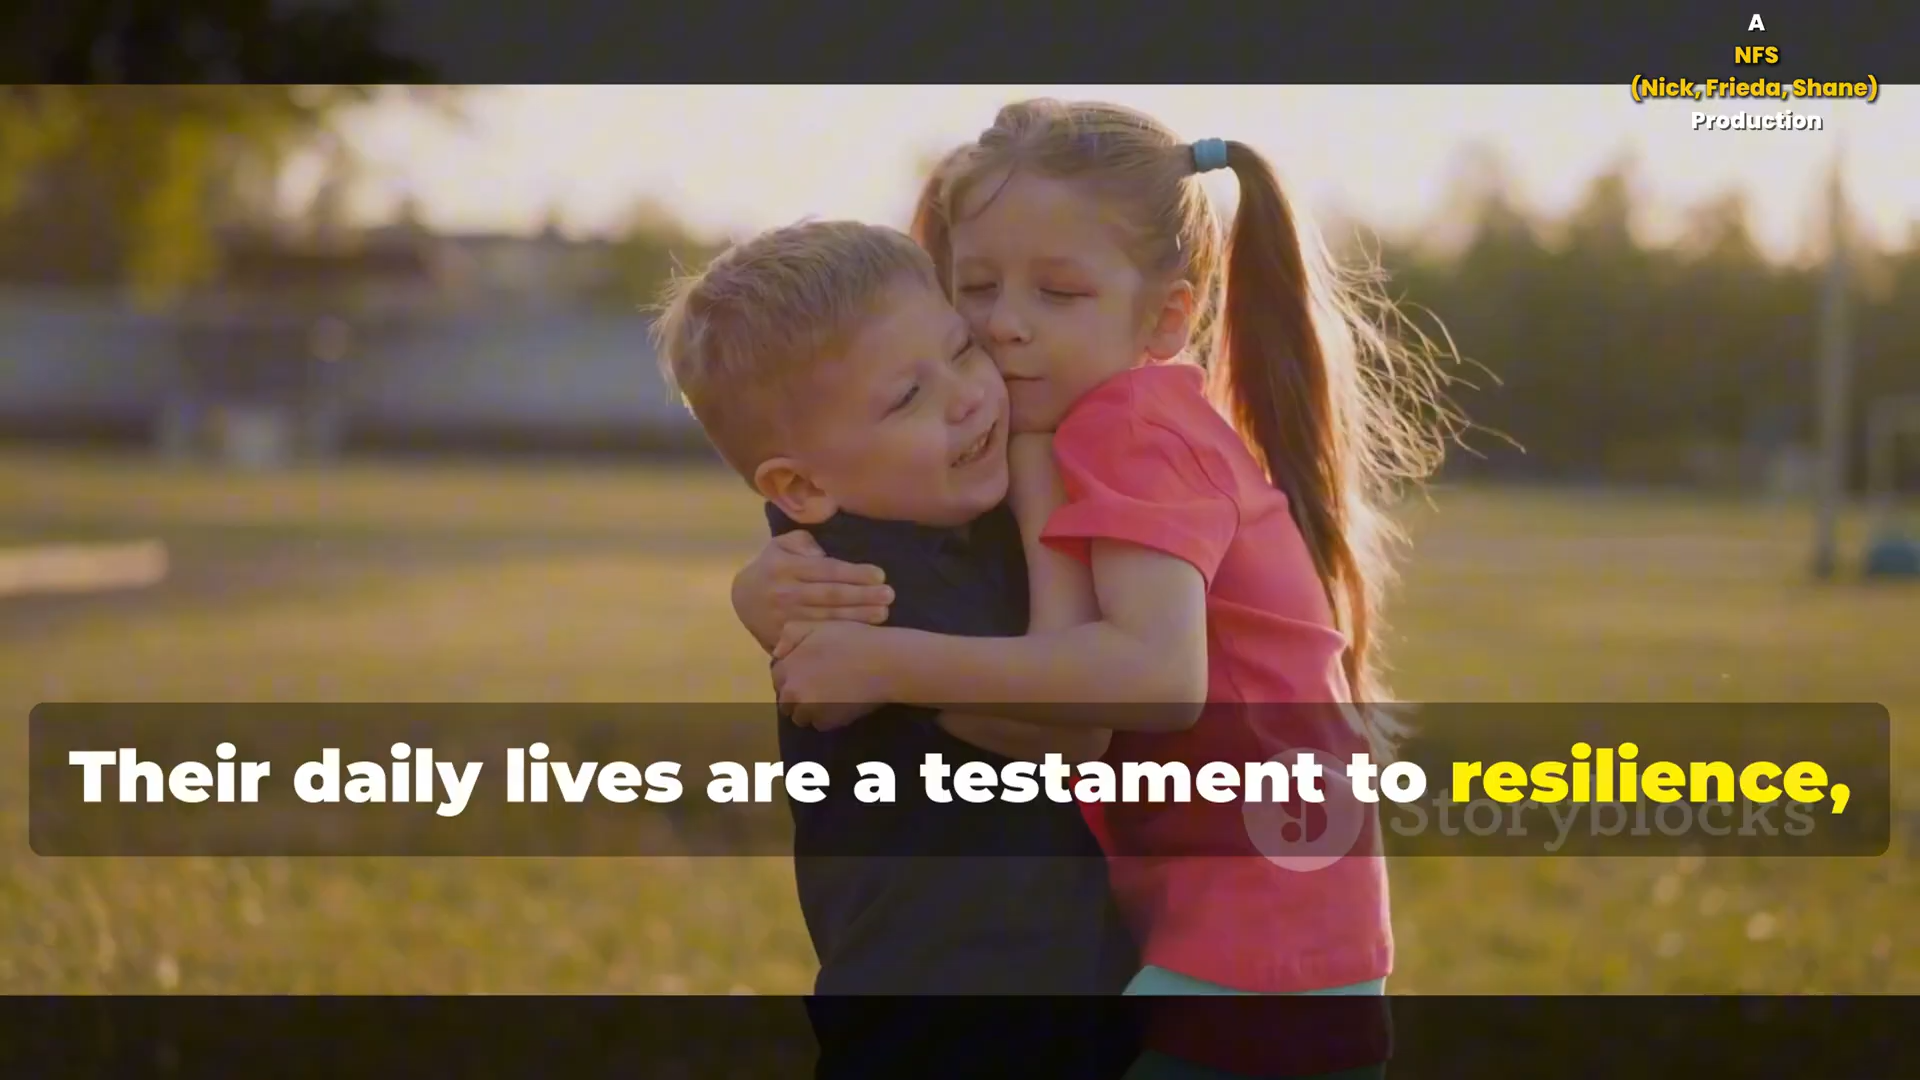 A
NFS
(Nick, Frieda, Shane)
Production
Their daily lives are a testament to resilience,
Storyblocks